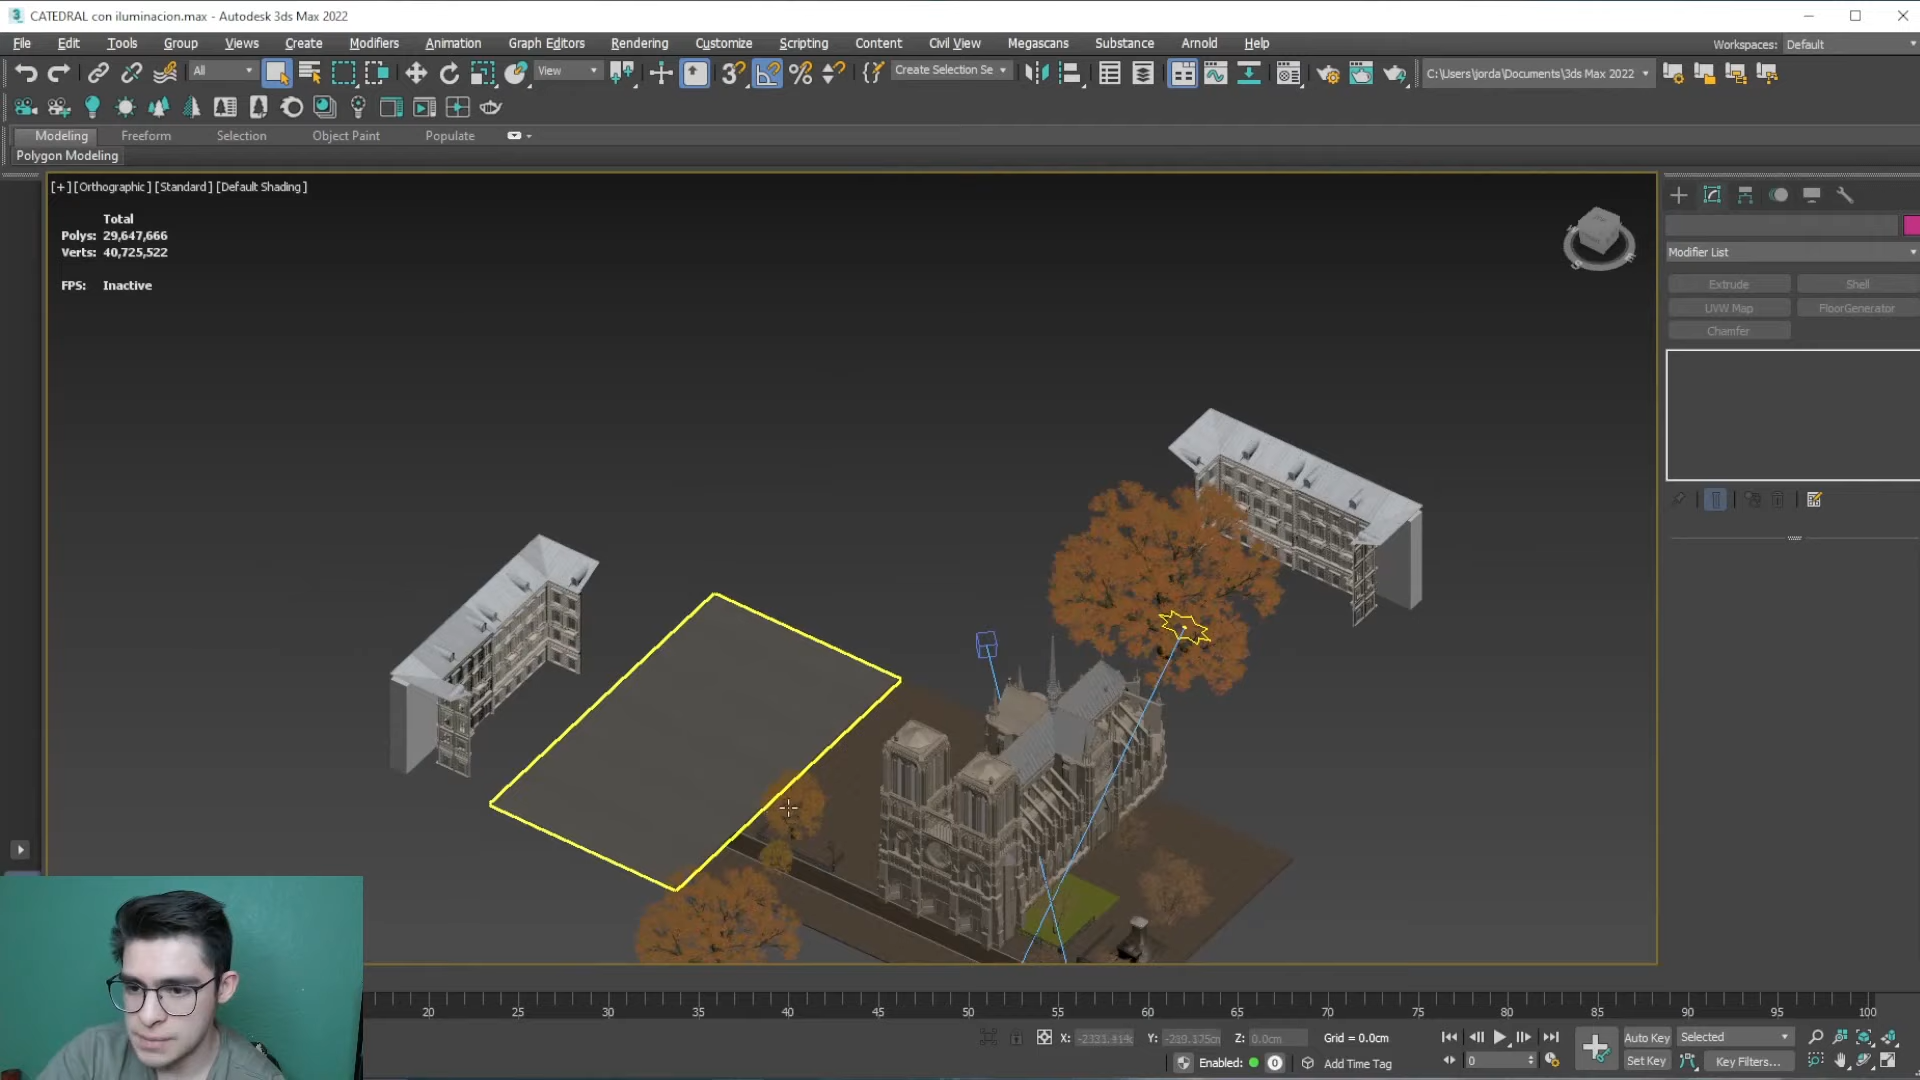 CATEDRAL con iluminacion.max - Autodesk 3ds Max 2022
File Edit Tools Group Views Create Modifiers Animation Graph Editors Rendering Customize Scripting Content Civil View Megascans Substance Arnold Help
Workspaces: Default
All View Create Selection Se C:\Users\jorda\Documents\3ds Max 2022
Modeling Freeform Selection Object Paint Populate
Polygon Modeling
[+] [Orthographic] [Standard] [Default Shading]
Total
Polys: 29,647,666
Verts: 40,725,522
FPS: Inactive
Modifier List
Extrude Shell
UVW Map FloorGenerator
Chamfer
20 25 30 35 40 45 50 55 60 65 70 75 80 85 90 95 100
X: Y: Z: 0.0cm Grid = 0.0cm
Auto Key Selected
Enabled: 0 Add Time Tag
0 Set Key Key Filters...